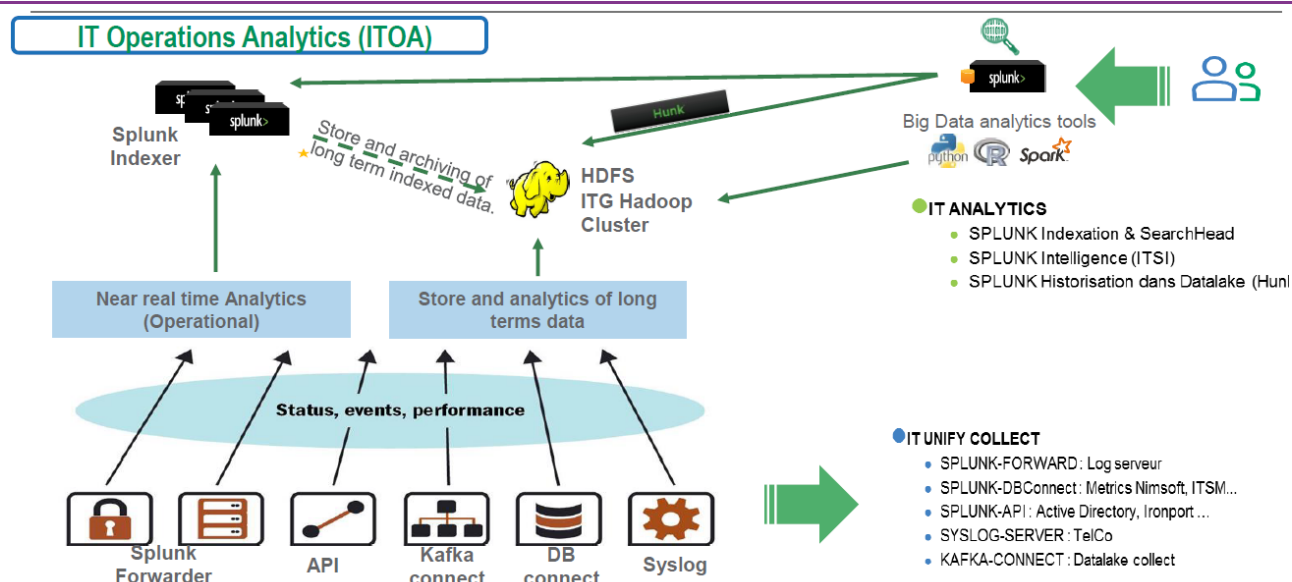 IT Operations Analytics (ITOA)
splunk>
Hunk
splunk>
Splunk
Indexer
Store and archiving of
long term indexed data.
HDFS
ITG Hadoop
Cluster
Big Data analytics tools
python
R
Spark
IT ANALYTICS
SPLUNK Indexation & SearchHead
SPLUNK Intelligence (ITSI)
SPLUNK Historisation dans Datalake (Hunk
Near real time Analytics
(Operational)
Store and analytics of long
terms data
Status, events, performance
IT UNIFY COLLECT
SPLUNK-FORWARD : Log serveur
SPLUNK-DBConnect : Metrics Nimsoft, ITSM...
SPLUNK-API : Active Directory, Ironport ...
SYSLOG-SERVER : TelCo
KAFKA-CONNECT : Datalake collect
Splunk
Forwarder
API
Kafka
connect
DB
connect
Syslog